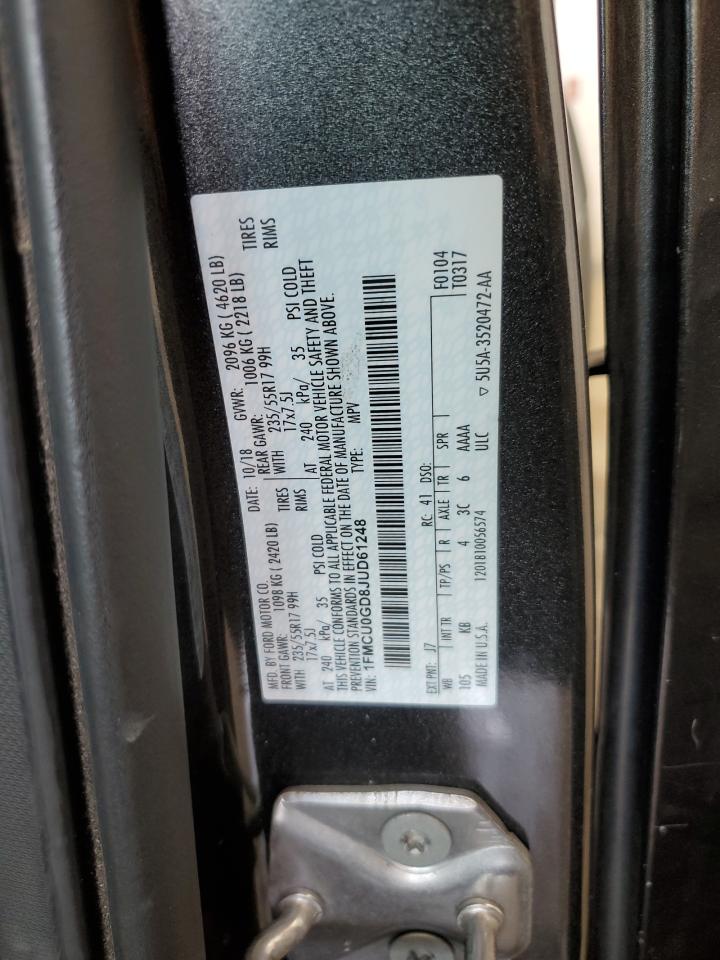 MFD. BY FORD MOTOR CO. DATE: 10/18 GVWR: 2096 KG ( 4620 LB)
FRONT GAWR: 1098 KG ( 2420 LB) REAR GAWR: 1006 KG ( 2218 LB)
WITH 235/55R17 99H TIRES WITH 235/55R17 99H TIRES
17x7.5J RIMS 17x7.5J RIMS
AT 240 kPa/ 35 PSI COLD AT 240 kPa/ 35 PSI COLD
THIS VEHICLE CONFORMS TO ALL APPLICABLE FEDERAL MOTOR VEHICLE SAFETY AND THEFT
PREVENTION STANDARDS IN EFFECT ON THE DATE OF MANUFACTURE SHOWN ABOVE.
VIN: 1FMCU0GD8JUD61248 TYPE: MPV
EXT PNT: J7 RC: 41 DSO: F0104
WB INT TR TP/PS R AXLE TR SPR T0317
105 KB 4 3C 6 AAAA
MADE IN U.S.A. 1201B10056574 ULC
▽ 5U5A-3520472-AA